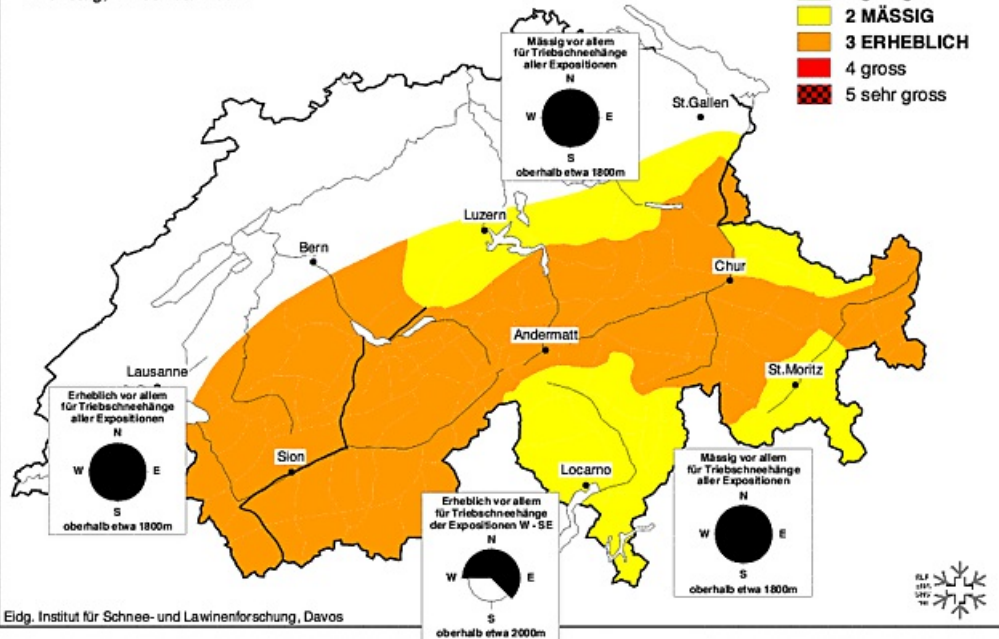 2 MÄSSIG
3 ERHEBLICH
4 gross
5 sehr gross
Mässig vor allem
für Triebschneehänge
aller Expositionen
N
W E
S
oberhalb etwa 1800m
St.Gallen
Luzern
Bern
Chur
Andermatt
Lausanne
St.Moritz
Erheblich vor allem
für Triebschneehänge
aller Expositionen
N
W E
S
oberhalb etwa 1800m
Sion
Locarno
Mässig vor allem
für Triebschneehänge
aller Expositionen
N
W E
S
oberhalb etwa 1800m
Erheblich vor allem
für Triebschneehänge
der Expositionen W - SE
N
W E
S
oberhalb etwa 2000m
Eidg. Institut für Schnee- und Lawinenforschung, Davos